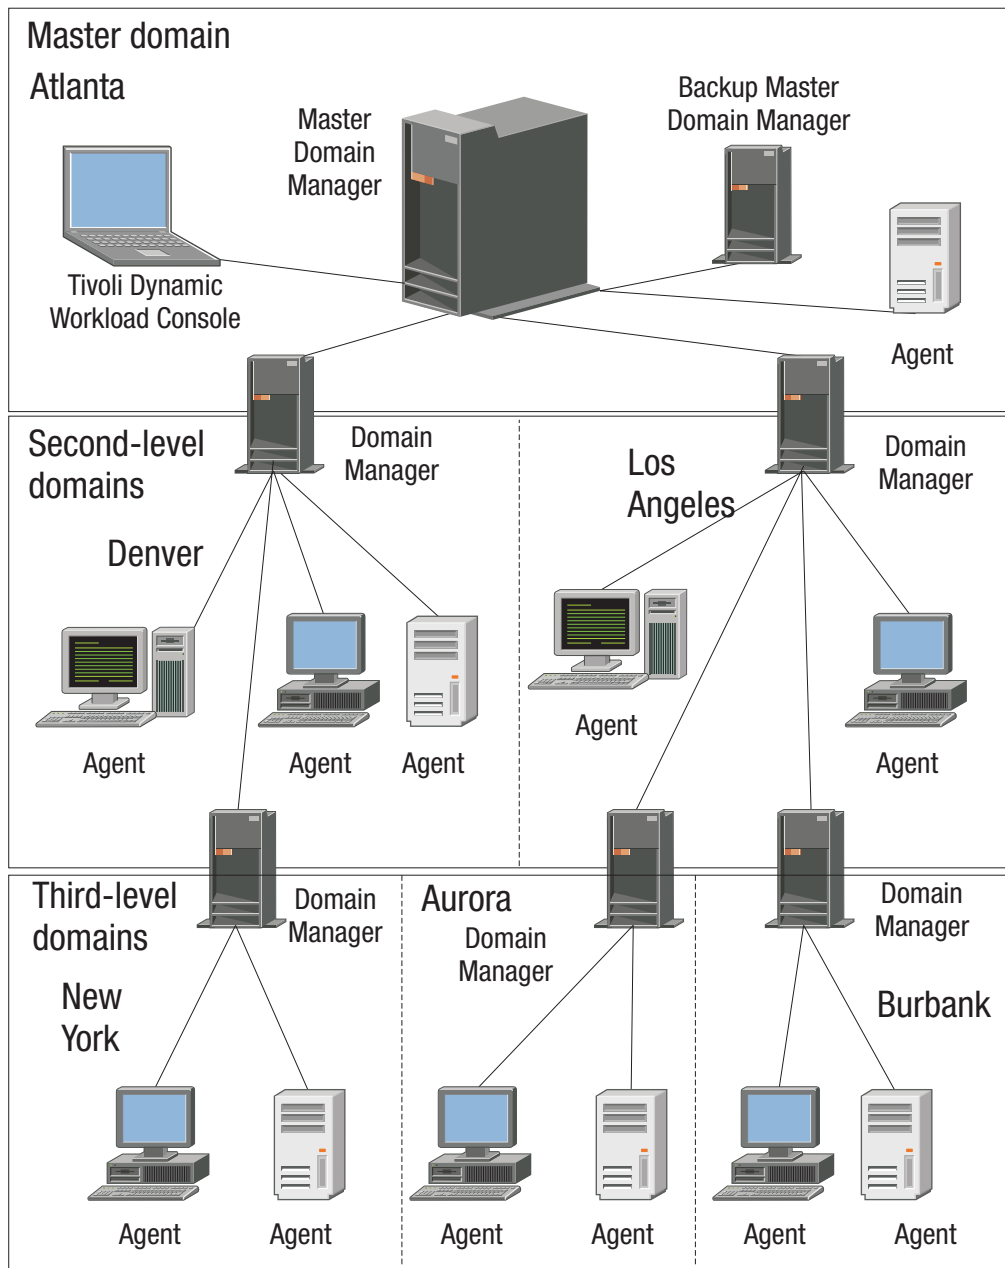 Master domain
Atlanta
Master
Domain
Manager
Backup Master
Domain Manager
Tivoli Dynamic
Workload Console
Agent
Second-level
domains
Domain
Manager
Denver
Los
Angeles
Domain
Manager
Agent
Agent
Agent
Agent
Agent
Third-level
domains
Domain
Manager
New
York
Aurora
Domain
Manager
Domain
Manager
Burbank
Agent
Agent
Agent
Agent
Agent
Agent